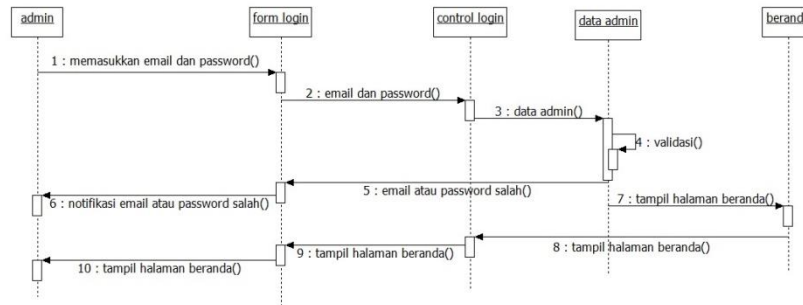 admin
form login
control login
data admin
berand
1 : memasukkan email dan password()
2 : email dan password()
3 : data admin()
4 : validasi()
5 : email atau password salah()
6 : notifikasi email atau password salah()
7 : tampil halaman beranda()
8 : tampil halaman beranda()
9 : tampil halaman beranda()
10 : tampil halaman beranda()